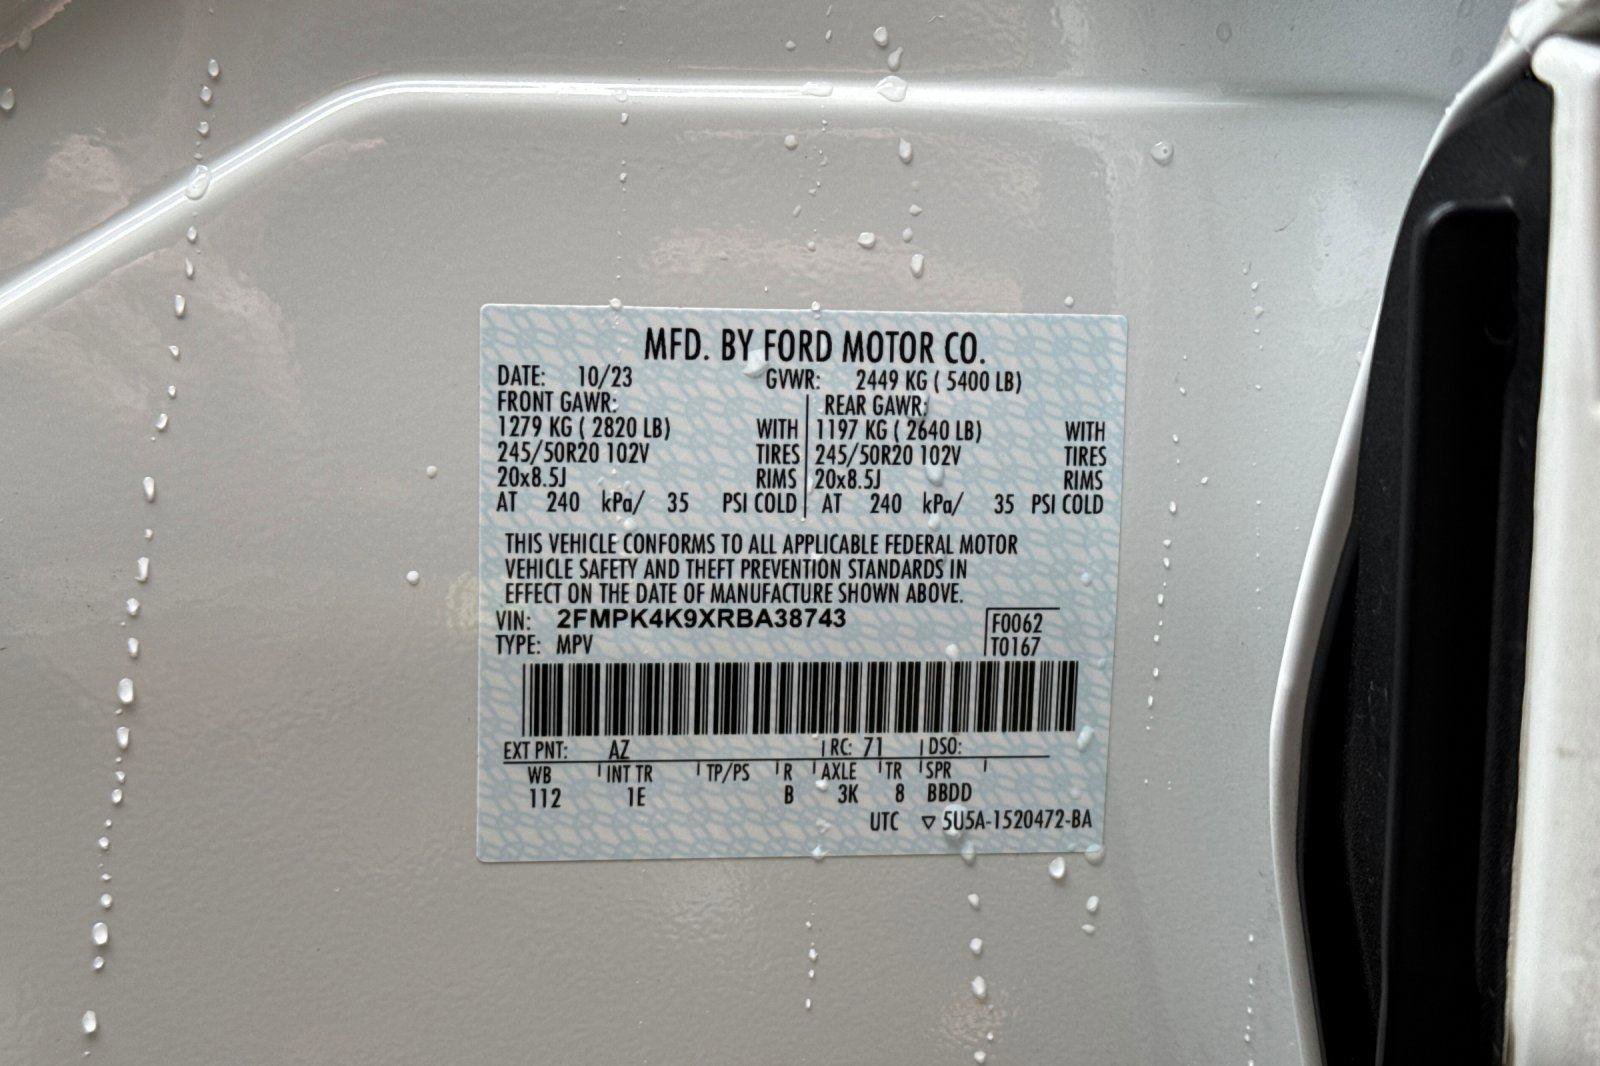 MFD. BY FORD MOTOR CO.
DATE: 10/23 GVWR: 2449 KG ( 5400 LB)
FRONT GAWR: REAR GAWR:
1279 KG ( 2820 LB) WITH 1197 KG ( 2640 LB) WITH
245/50R20 102V TIRES 245/50R20 102V TIRES
20x8.5J RIMS 20x8.5J RIMS
AT 240 kPa/ 35 PSI COLD AT 240 kPa/ 35 PSI COLD
THIS VEHICLE CONFORMS TO ALL APPLICABLE FEDERAL MOTOR
VEHICLE SAFETY AND THEFT PREVENTION STANDARDS IN
EFFECT ON THE DATE OF MANUFACTURE SHOWN ABOVE.
VIN: 2FMPK4K9XRBA38743 F0062
TYPE: MPV T0167
EXT PNT: AZ RC: 71 DSO:
WB INT TR TP/PS R AXLE TR SPR
112 1E B 3K 8 BBDD
UTC ▽ 5U5A-1520472-BA